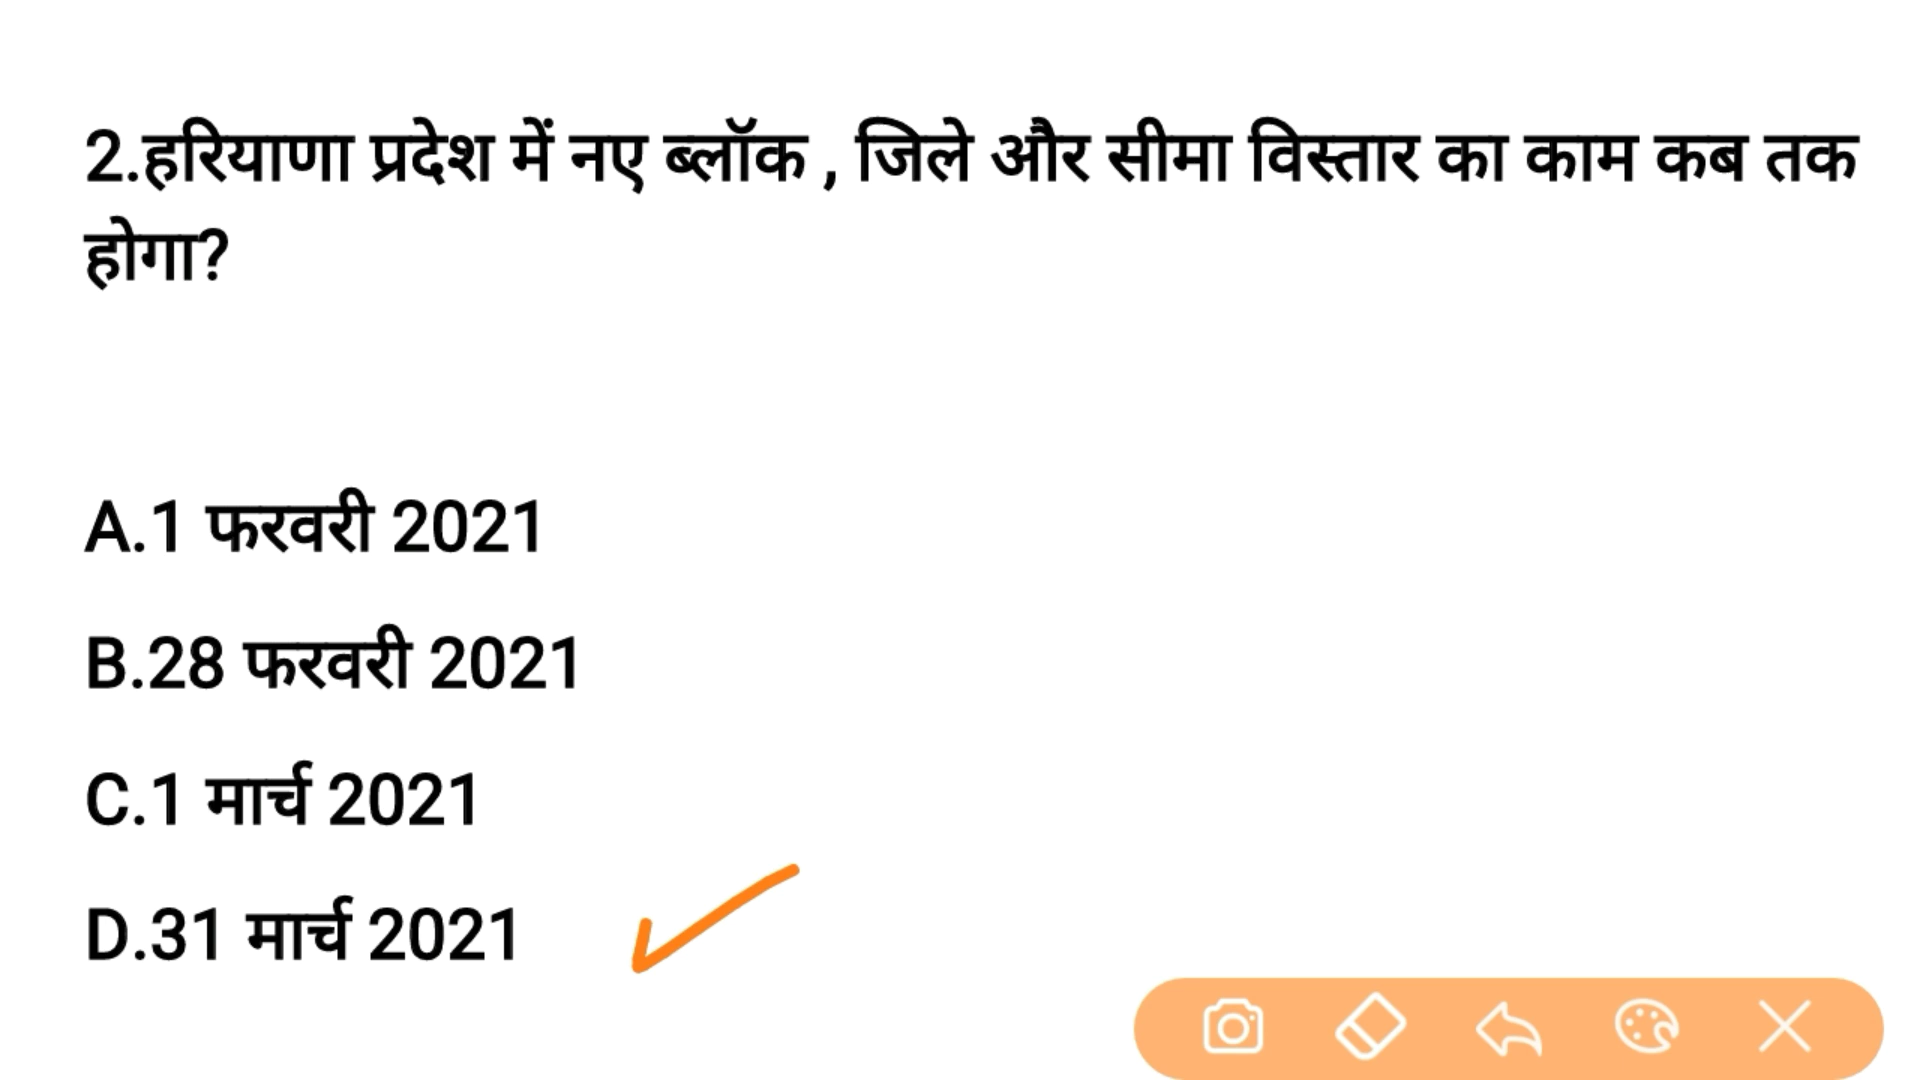 2.हरियाणा प्रदेश में नए ब्लॉक , जिले और सीमा विस्तार का काम कब तक
होगा?
A.1 फरवरी 2021
B.28 फरवरी 2021
C.1 मार्च 2021
D.31 मार्च 2021